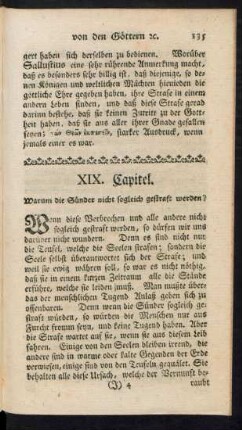 von den Göttern ꝛc. 135
nert haben sich derselben zu bedienen. Worüber
Sallustius eine sehr rührende Anmerkung macht,
daß es besonders sehr billig ist, daß diejenige, so de-
nen Königen und weltlichen Mächten hienieden die
göttliche Ehre gegeben haben, ihre Strafe in einem
andern Leben finden, und daß diese Strafe gerad
darinn bestehe, daß sie keinen Zutritt zu der Gott-
heit haben, daß sie aus aller ihrer Gnade gefallen
seyen: starker Ausdruck, wenn
jemals einer es war.
XIX. Capitel.
Warum die Sünder nicht sogleich gestraft werden?
Wenn diese Verbrechen und alle andere nicht
sogleich gestraft werden, so dürfen wir uns
darüber nicht wundern. Denn es sind nicht nur
die Teufel, welche die Seelen strafen; sondern die
Seele selbst überantwortet sich der Strafe; und
weil sie ewig währen soll, so war es nicht nöthig,
daß sie in einem kurzen Zeitraum alle die Stände
erführe, welche sie leiden muß. Zudem war das
der menschlichen Tugend Anlaß geben sich zu
offenbaren. Denn wenn die Sünder sogleich ge-
straft würden, so würden die Menschen nur aus
Furcht fromm seyn, und keine Tugend haben. Aber
die Strafe wartet auf sie, wenn sie aus diesem Leib
fahren. Einige von den Seelen bleiben irrend, die
andere sind in warme oder kalte Gegenden der Erde
verwiesen, einige sind von den Teufeln gequälet. Sie
behalten alle diese Ursach, welche der Vernunft be-
(J) 4 raubt